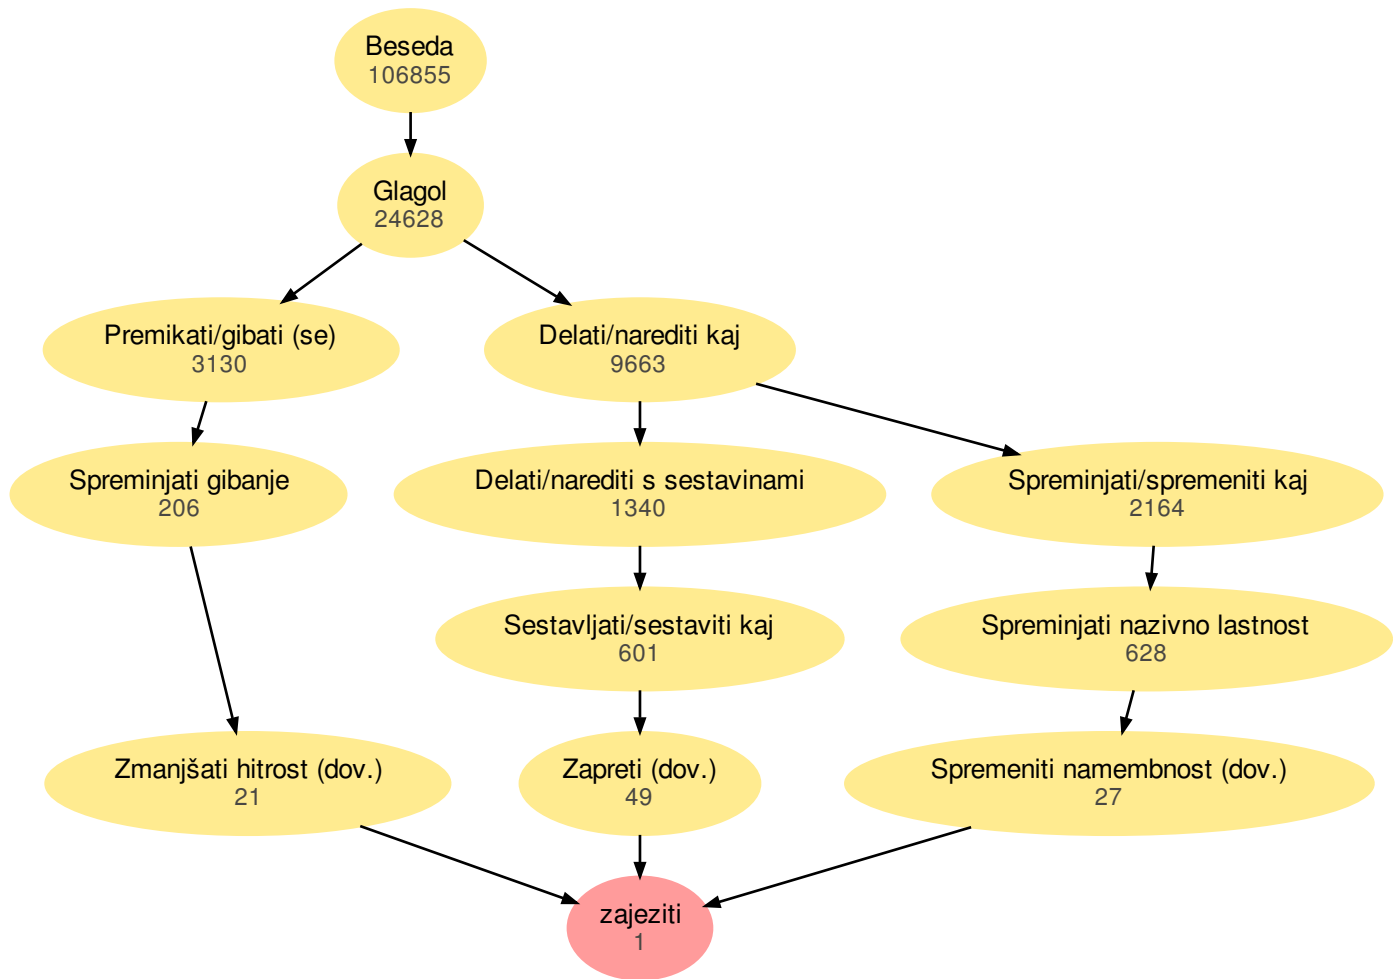 Beseda
106855
Glagol
24628
Premikati/gibati (se)
3130
Delati/narediti kaj
9663
Spreminjati gibanje
206
Delati/narediti s sestavinami
1340
Spreminjati/spremeniti kaj
2164
Sestavljati/sestaviti kaj
601
Spreminjati nazivno lastnost
628
Zmanjšati hitrost (dov.)
21
Zapreti (dov.)
49
Spremeniti namembnost (dov.)
27
zajeziti
1